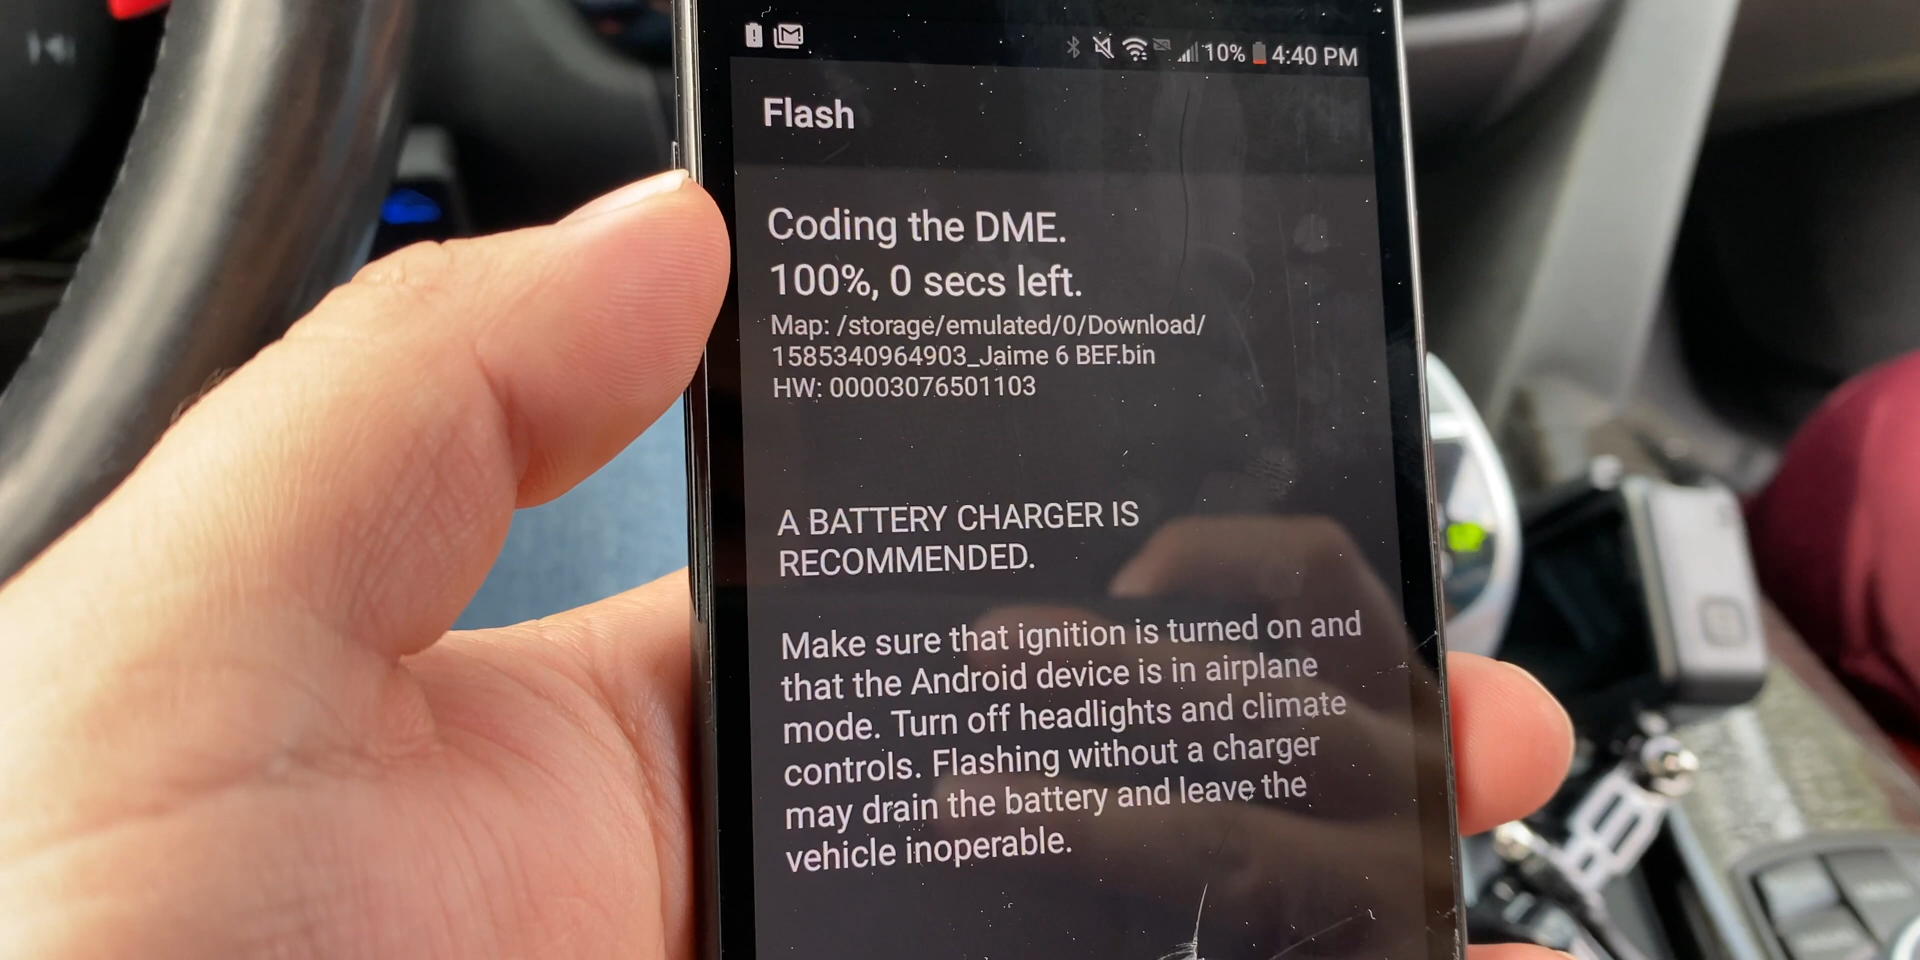 10% 4:40 PM
Flash
Coding the DME.
100%, 0 secs left.
Map: /storage/emulated/0/Download/
1585340964903_Jaime 6 BEF.bin
HW: 00003076501103
A BATTERY CHARGER IS
RECOMMENDED.
Make sure that ignition is turned on and
that the Android device is in airplane
mode. Turn off headlights and climate
controls. Flashing without a charger
may drain the battery and leave the
vehicle inoperable.